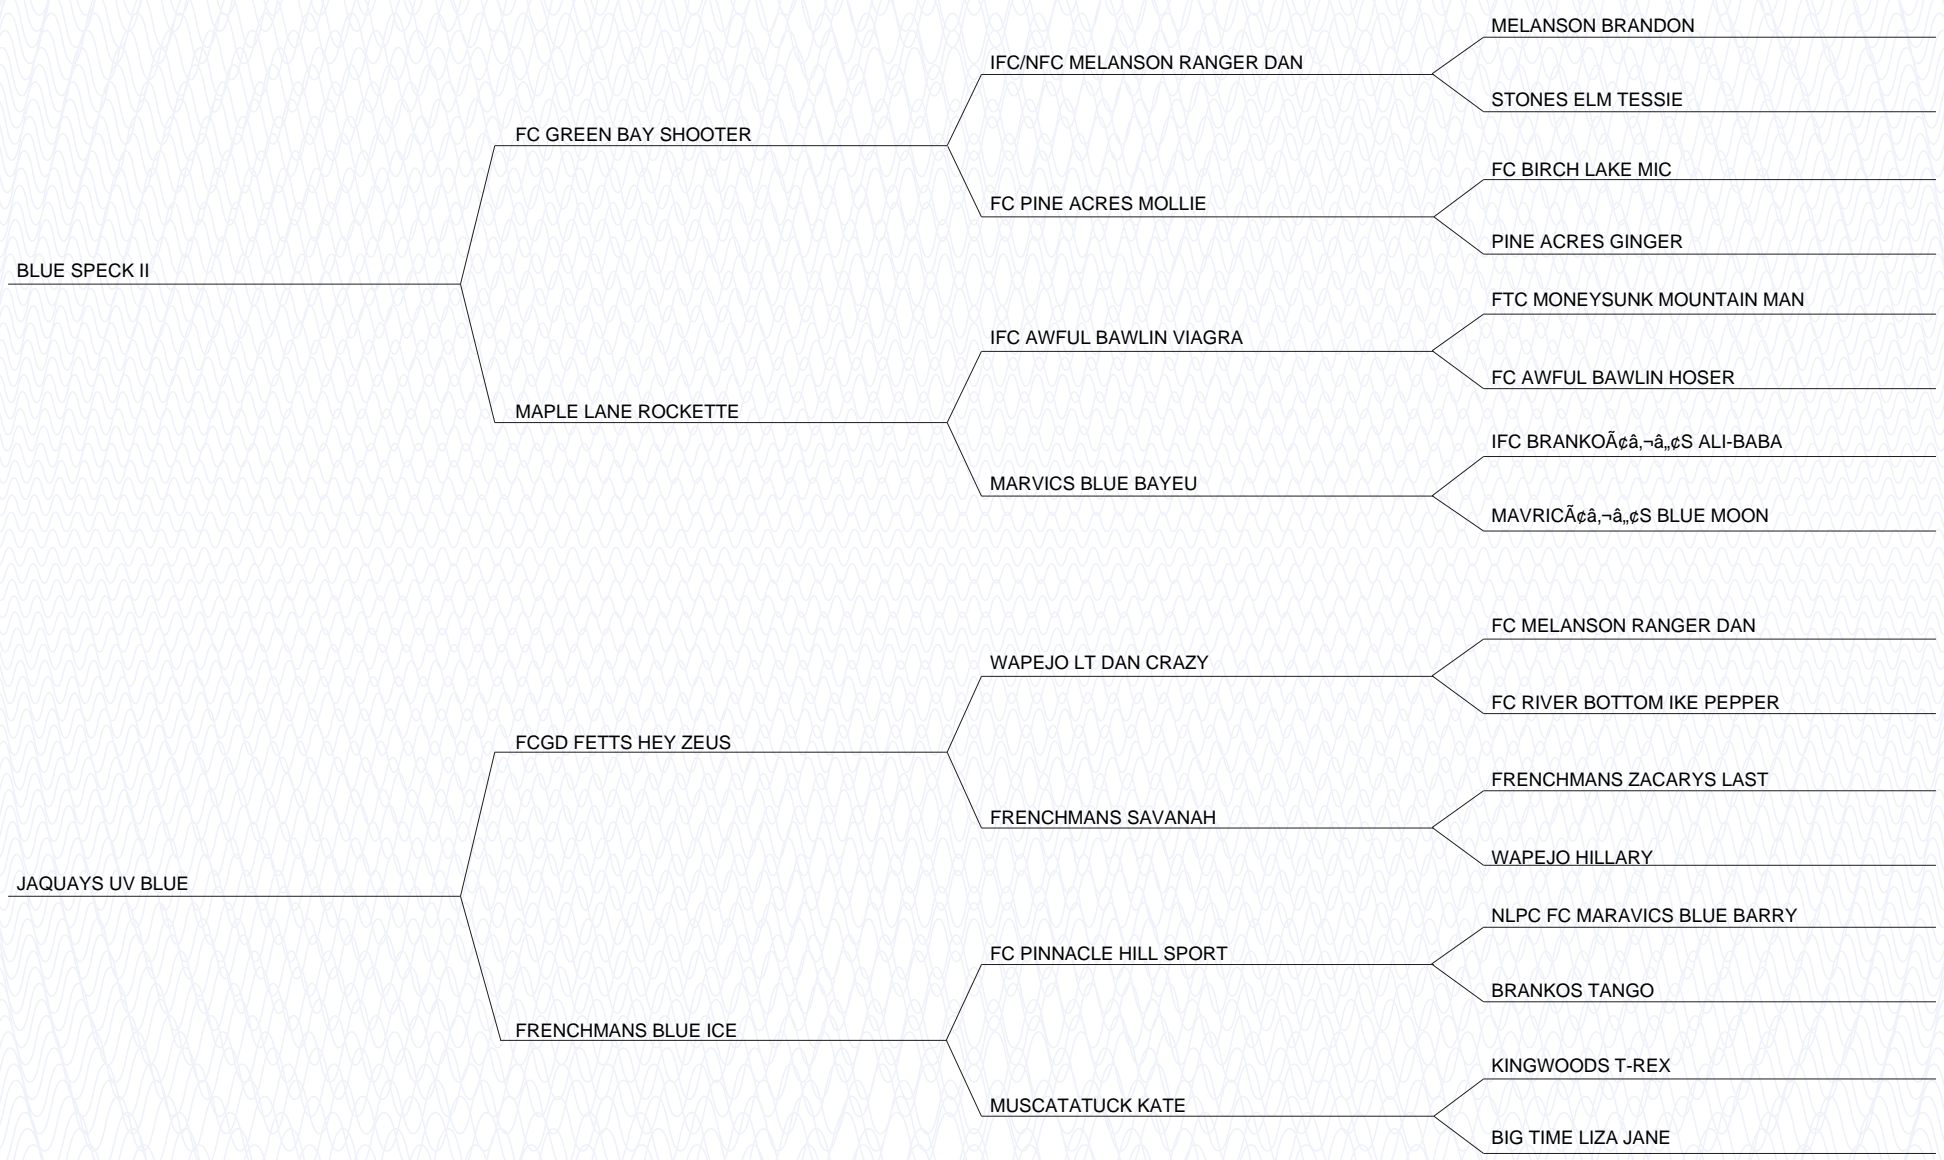 MELANSON BRANDON
IFC/NFC MELANSON RANGER DAN
STONES ELM TESSIE
FC GREEN BAY SHOOTER
FC BIRCH LAKE MIC
FC PINE ACRES MOLLIE
PINE ACRES GINGER
BLUE SPECK II
FTC MONEYSUNK MOUNTAIN MAN
IFC AWFUL BAWLIN VIAGRA
FC AWFUL BAWLIN HOSER
MAPLE LANE ROCKETTE
IFC BRANKOÃ¢â‚¬â„¢S ALI-BABA
MARVICS BLUE BAYEU
MAVRICÃ¢â‚¬â„¢S BLUE MOON
FC MELANSON RANGER DAN
WAPEJO LT DAN CRAZY
FC RIVER BOTTOM IKE PEPPER
FCGD FETTS HEY ZEUS
FRENCHMANS ZACARYS LAST
FRENCHMANS SAVANAH
WAPEJO HILLARY
JAQUAYS UV BLUE
NLPC FC MARAVICS BLUE BARRY
FC PINNACLE HILL SPORT
BRANKOS TANGO
FRENCHMANS BLUE ICE
KINGWOODS T-REX
MUSCATATUCK KATE
BIG TIME LIZA JANE